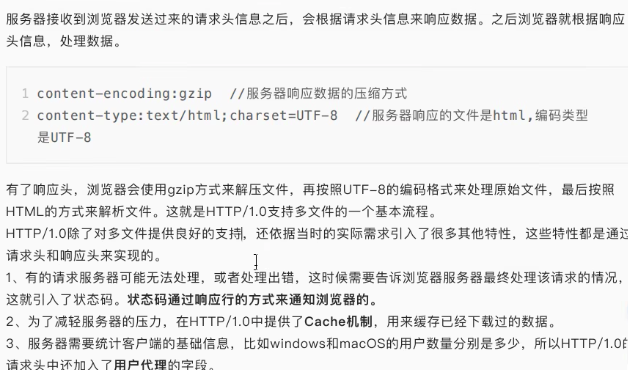 服务器接收到浏览器发送过来的请求头信息之后，会根据请求头信息来响应数据。之后浏览器就根据响应
头信息，处理数据。
1 content-encoding:gzip //服务器响应数据的压缩方式
2 content-type:text/html;charset=UTF-8 //服务器响应的文件是html,编码类型
是UTF-8
有了响应头，浏览器会使用gzip方式来解压文件，再按照UTF-8的编码格式来处理原始文件，最后按照
HTML的方式来解析文件。这就是HTTP/1.0支持多文件的一个基本流程。
HTTP/1.0除了对多文件提供良好的支持，还依据当时的实际需求引入了很多其他特性，这些特性都是通过
请求头和响应头来实现的。
1、有的请求服务器可能无法处理，或者处理出错，这时候需要告诉浏览器服务器最终处理该请求的情况，
这就引入了状态码。状态码通过响应行的方式来通知浏览器的。
2、为了减轻服务器的压力，在HTTP/1.0中提供了Cache机制，用来缓存已经下载过的数据。
3、服务器需要统计客户端的基础信息，比如windows和macOS的用户数量分别是多少，所以HTTP/1.0的
请求头中还加入了用户代理的字段。